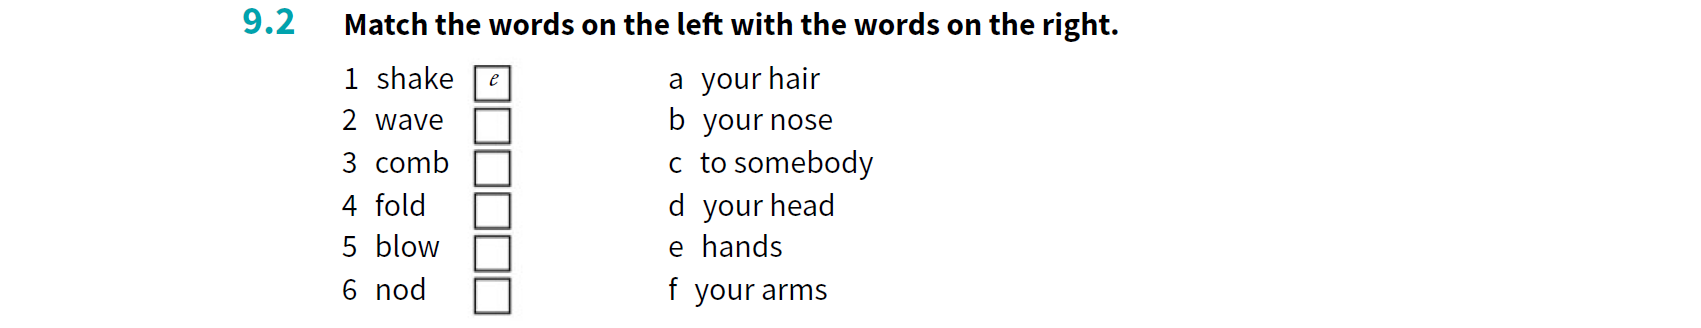 9.2 Match the words on the left with the words on the right.
1 shake e a your hair
2 wave b your nose
3 comb c to somebody
4 fold d your head
5 blow e hands
6 nod f your arms